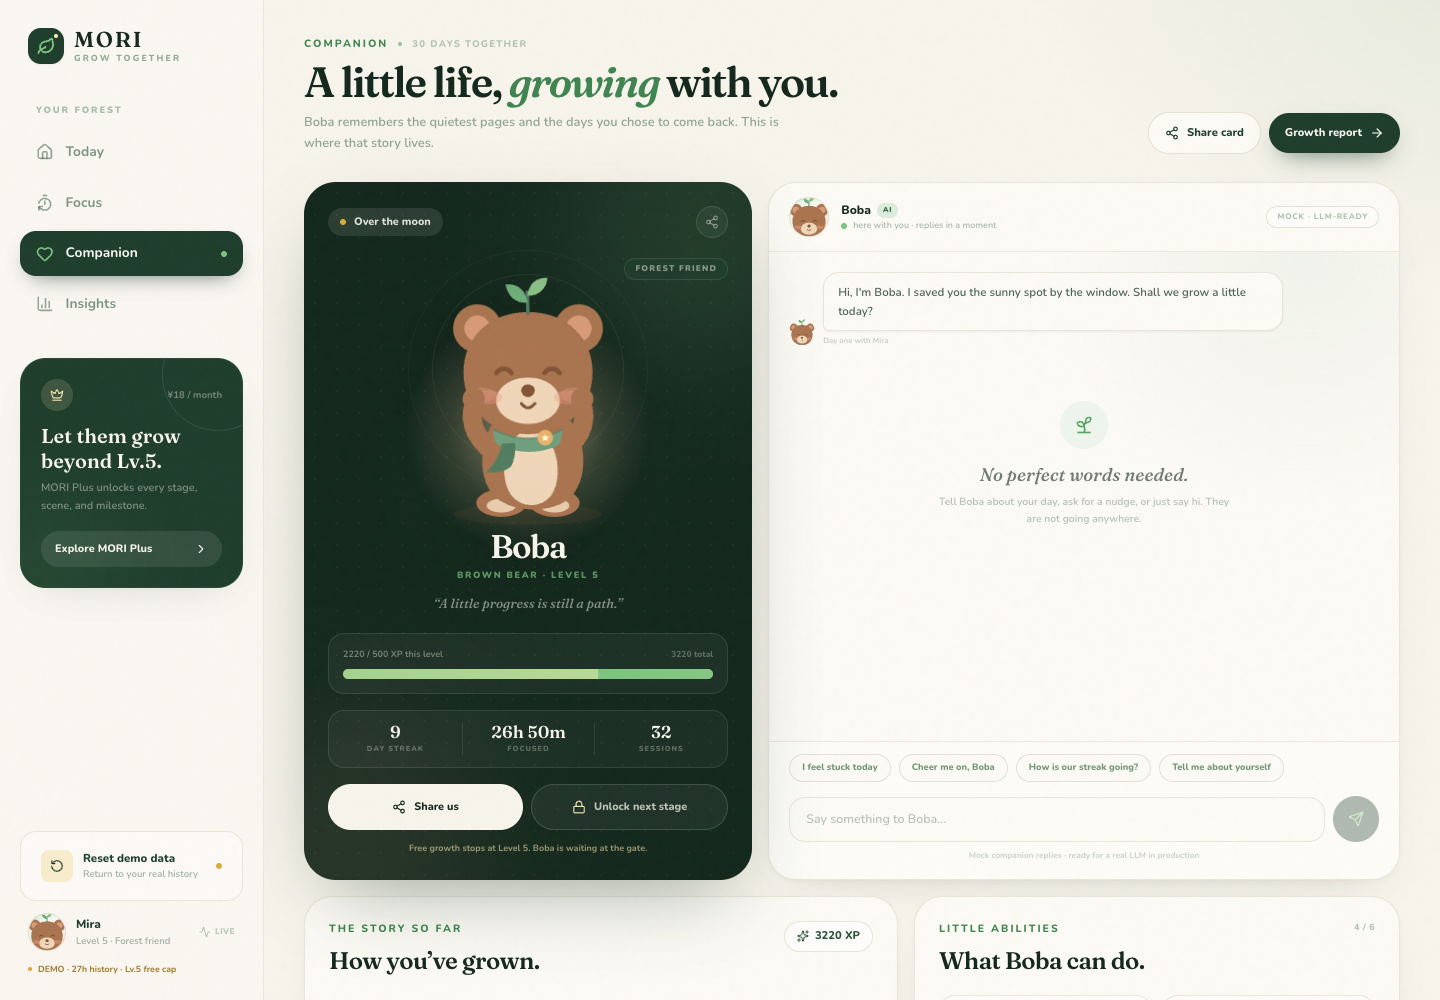 MORI
GROW TOGETHER
YOUR FOREST
Today
Focus
Companion
Insights
¥18 / month
Let them grow
beyond Lv.5.
MORI Plus unlocks every stage,
scene, and milestone.
Explore MORI Plus
Reset demo data
Return to your real history
Mira
Level 5 · Forest friend
LIVE
DEMO · 27h history · Lv.5 free cap
COMPANION • 30 DAYS TOGETHER
A little life, growing with you.
Boba remembers the quietest pages and the days you chose to come back. This is
where that story lives.
Share card
Growth report
Over the moon
FOREST FRIEND
Boba
BROWN BEAR · LEVEL 5
“A little progress is still a path.”
2220 / 500 XP this level
3220 total
9
DAY STREAK
26h 50m
FOCUSED
32
SESSIONS
Share us
Unlock next stage
Free growth stops at Level 5. Boba is waiting at the gate.
Boba AI
here with you · replies in a moment
MOCK · LLM-READY
Hi, I'm Boba. I saved you the sunny spot by the window. Shall we grow a little
today?
Day one with Mira
No perfect words needed.
Tell Boba about your day, ask for a nudge, or just say hi. They
are not going anywhere.
I feel stuck today
Cheer me on, Boba
How is our streak going?
Tell me about yourself
Say something to Boba...
Mock companion replies · ready for a real LLM in production
THE STORY SO FAR
How you’ve grown.
3220 XP
LITTLE ABILITIES
What Boba can do.
4 / 6